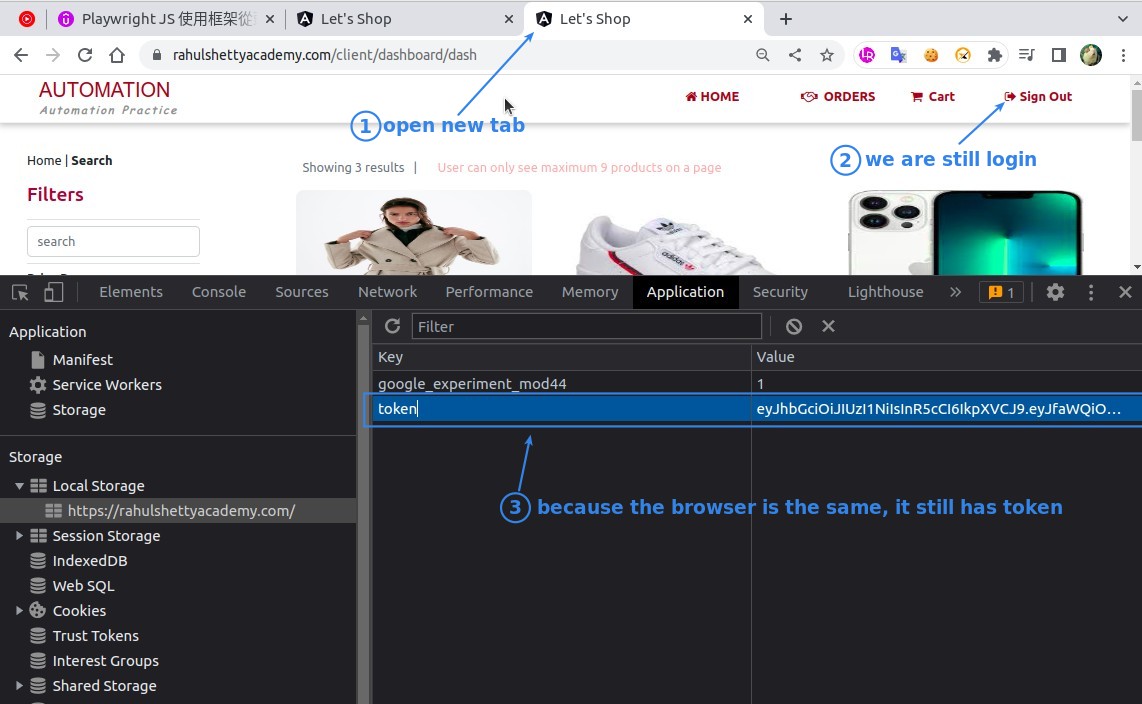 Playwright JS 使用框架從
Let's Shop
Let's Shop
rahulshettyacademy.com/client/dashboard/dash
AUTOMATION
Automation Practice
HOME
ORDERS
Cart
Sign Out
1 open new tab
2 we are still login
Home | Search
Showing 3 results |
User can only see maximum 9 products on a page
Filters
search
adidas
Elements
Console
Sources
Network
Performance
Memory
Application
Security
Lighthouse
1
Application
Manifest
Service Workers
Storage
Storage
Local Storage
https://rahulshettyacademy.com/
Session Storage
IndexedDB
Web SQL
Cookies
Trust Tokens
Interest Groups
Shared Storage
Filter
Key Value
google_experiment_mod44 1
token eyJhbGciOiJIUzI1NiIsInR5cCI6IkpXVCJ9.eyJfaWQiO…
3 because the browser is the same, it still has token